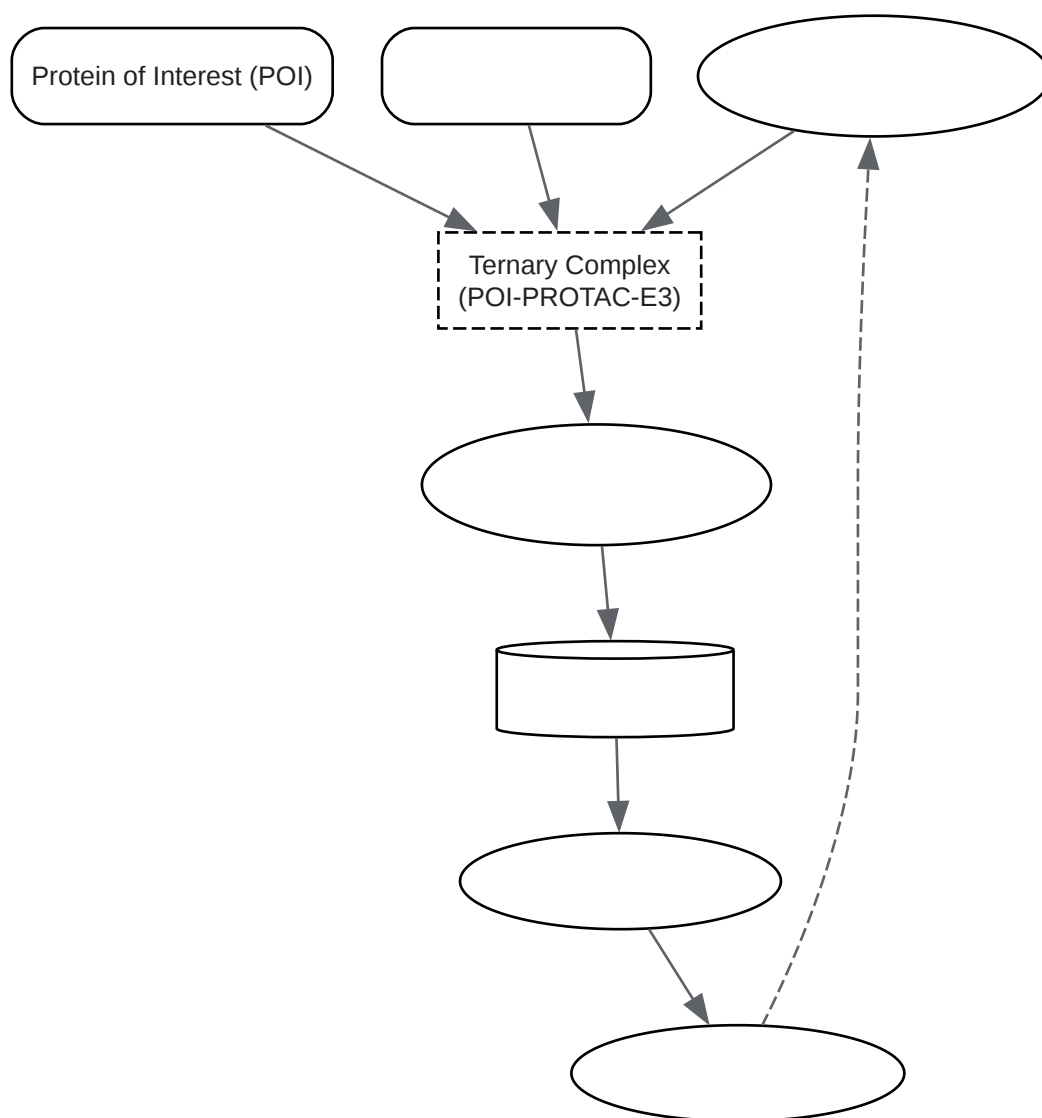 Protein of Interest (POI)
Ternary Complex
(POI-PROTAC-E3)